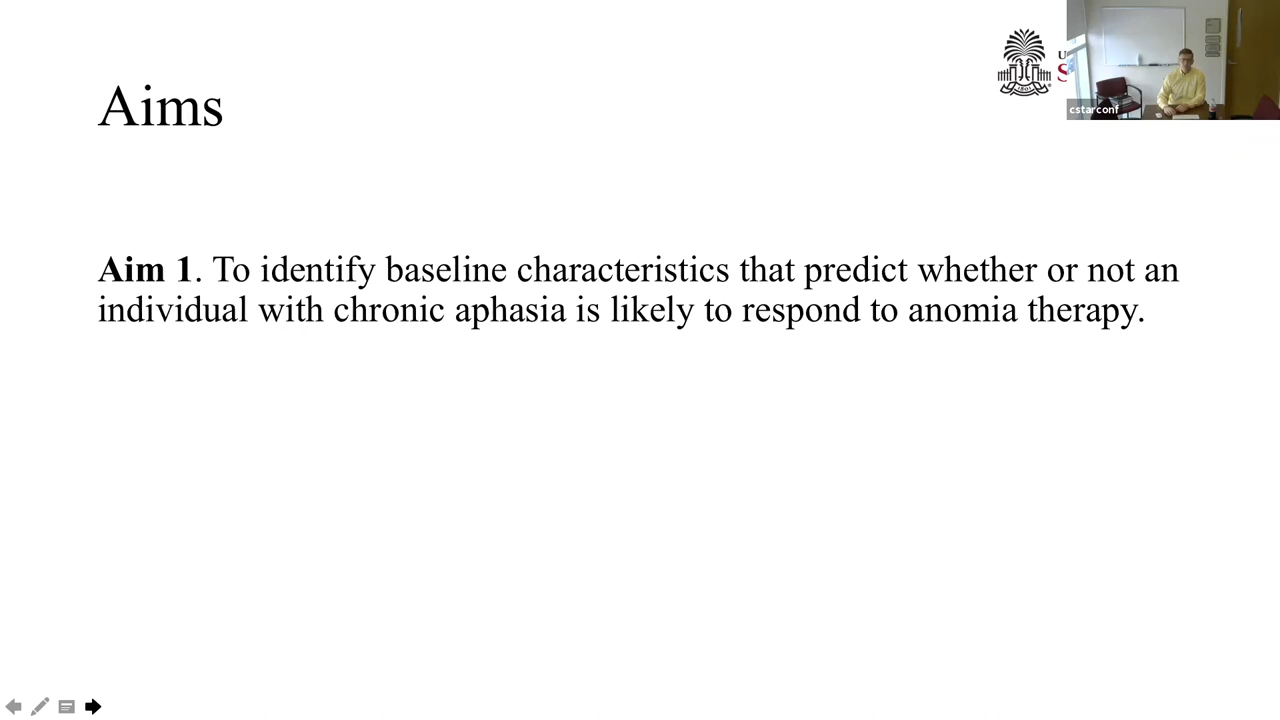 Aims
cstarconf
Aim 1. To identify baseline characteristics that predict whether or not an
individual with chronic aphasia is likely to respond to anomia therapy.